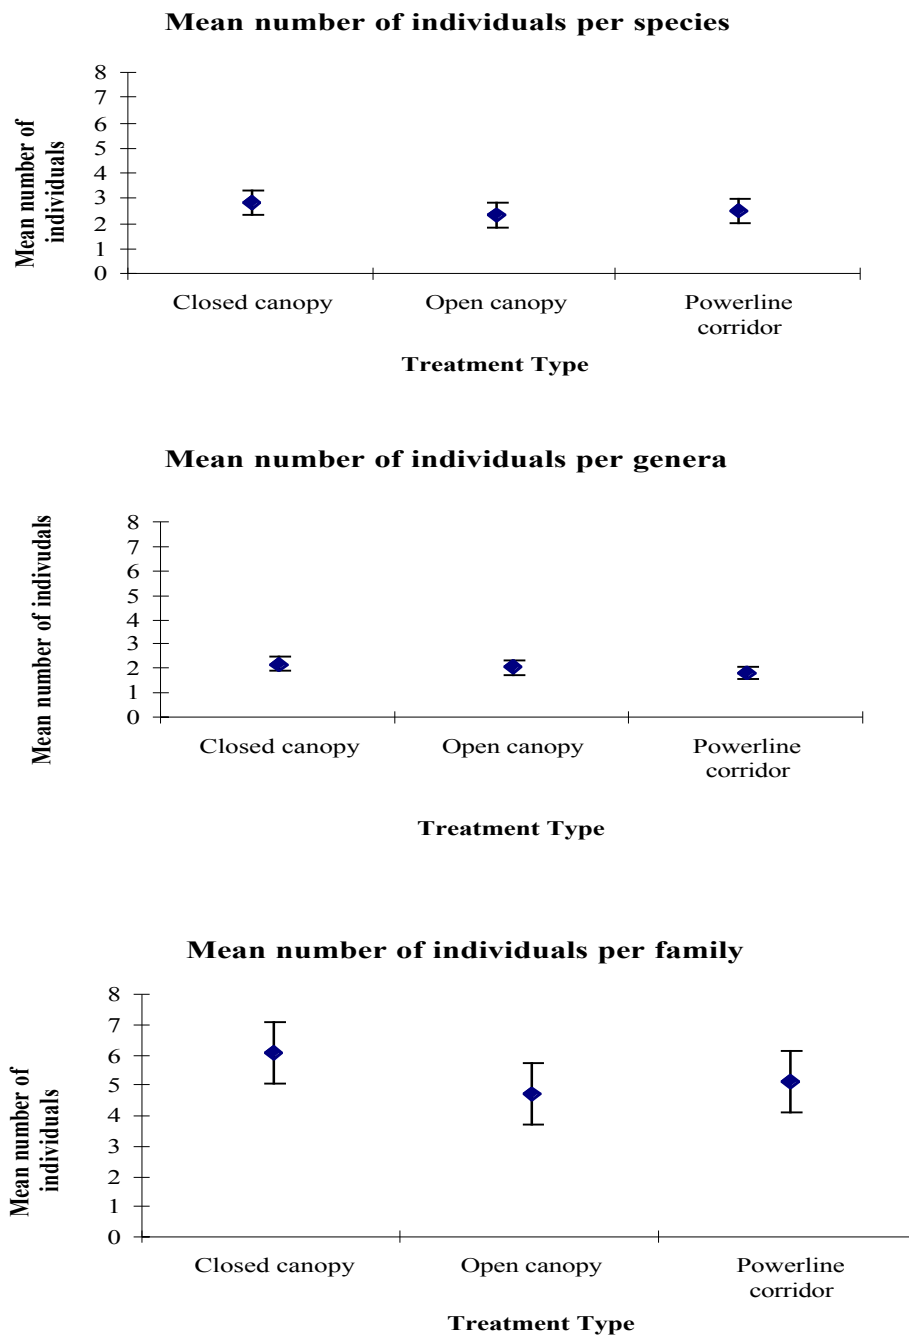 Mean number of individuals per species
8
7
6
5
4
3
2
1
0
Mean number of
individuals
Closed canopy
Open canopy
Powerline
corridor
Treatment Type
Mean number of individuals per genera
8
7
6
5
4
3
2
1
0
Mean number of indivudals
Closed canopy
Open canopy
Powerline
corridor
Treatment Type
Mean number of individuals per family
8
7
6
5
4
3
2
1
0
Mean number of
individuals
Closed canopy
Open canopy
Powerline
corridor
Treatment Type